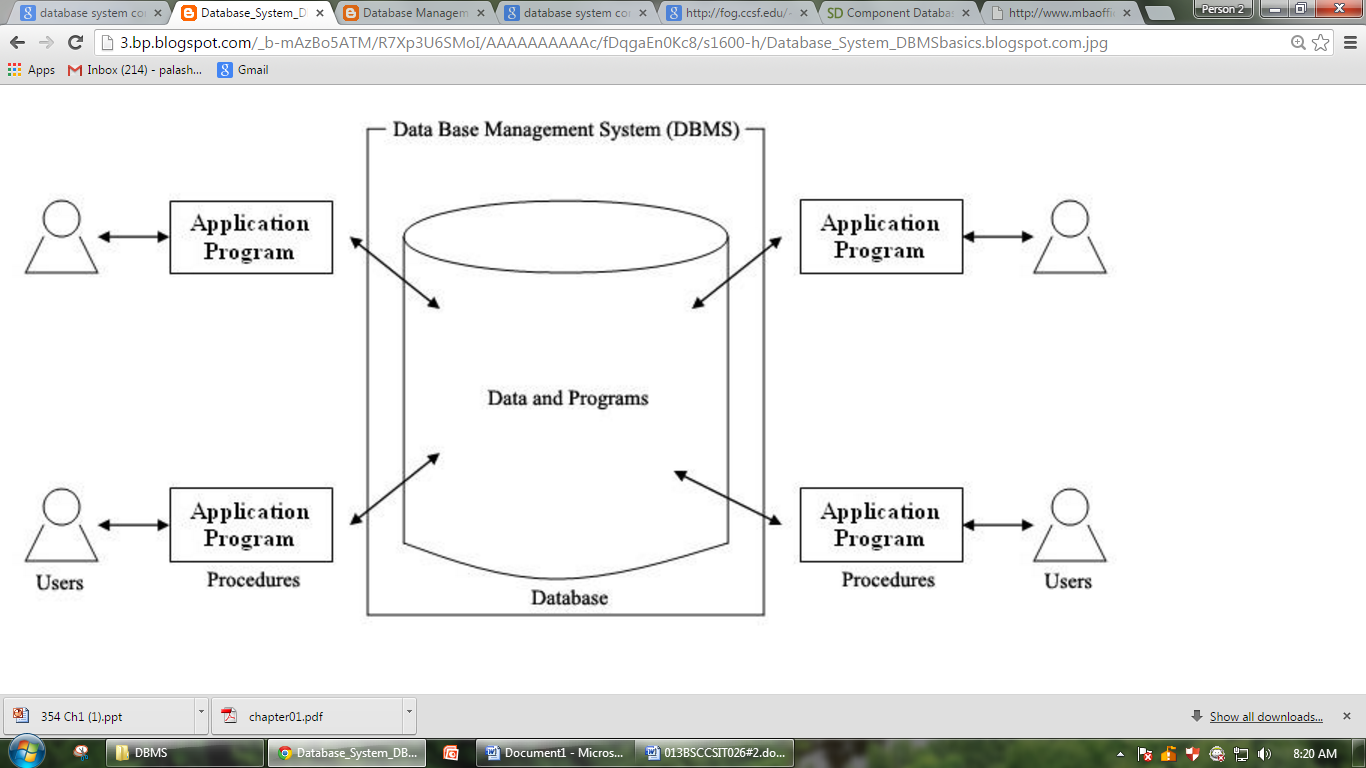 database system co
Database_System_D
Database Managem
database system co
http://fog.ccsf.edu/
SD Component Databas
http://www.mbaoffi
Person 2
3.bp.blogspot.com/_b-mAzBo5ATM/R7Xp3U6SMoI/AAAAAAAAAAc/fDqgaEn0Kc8/s1600-h/Database_System_DBMSbasics.blogspot.com.jpg
Apps Inbox (214) - palash... Gmail
Data Base Management System (DBMS)
Application
Program
Application
Program
Data and Programs
Application
Program
Application
Program
Users
Procedures
Database
Procedures
Users
354 Ch1 (1).ppt
chapter01.pdf
Show all downloads...
DBMS
Database_System_DB...
Document1 - Micros...
013BSCCSIT026#2.do...
8:20 AM